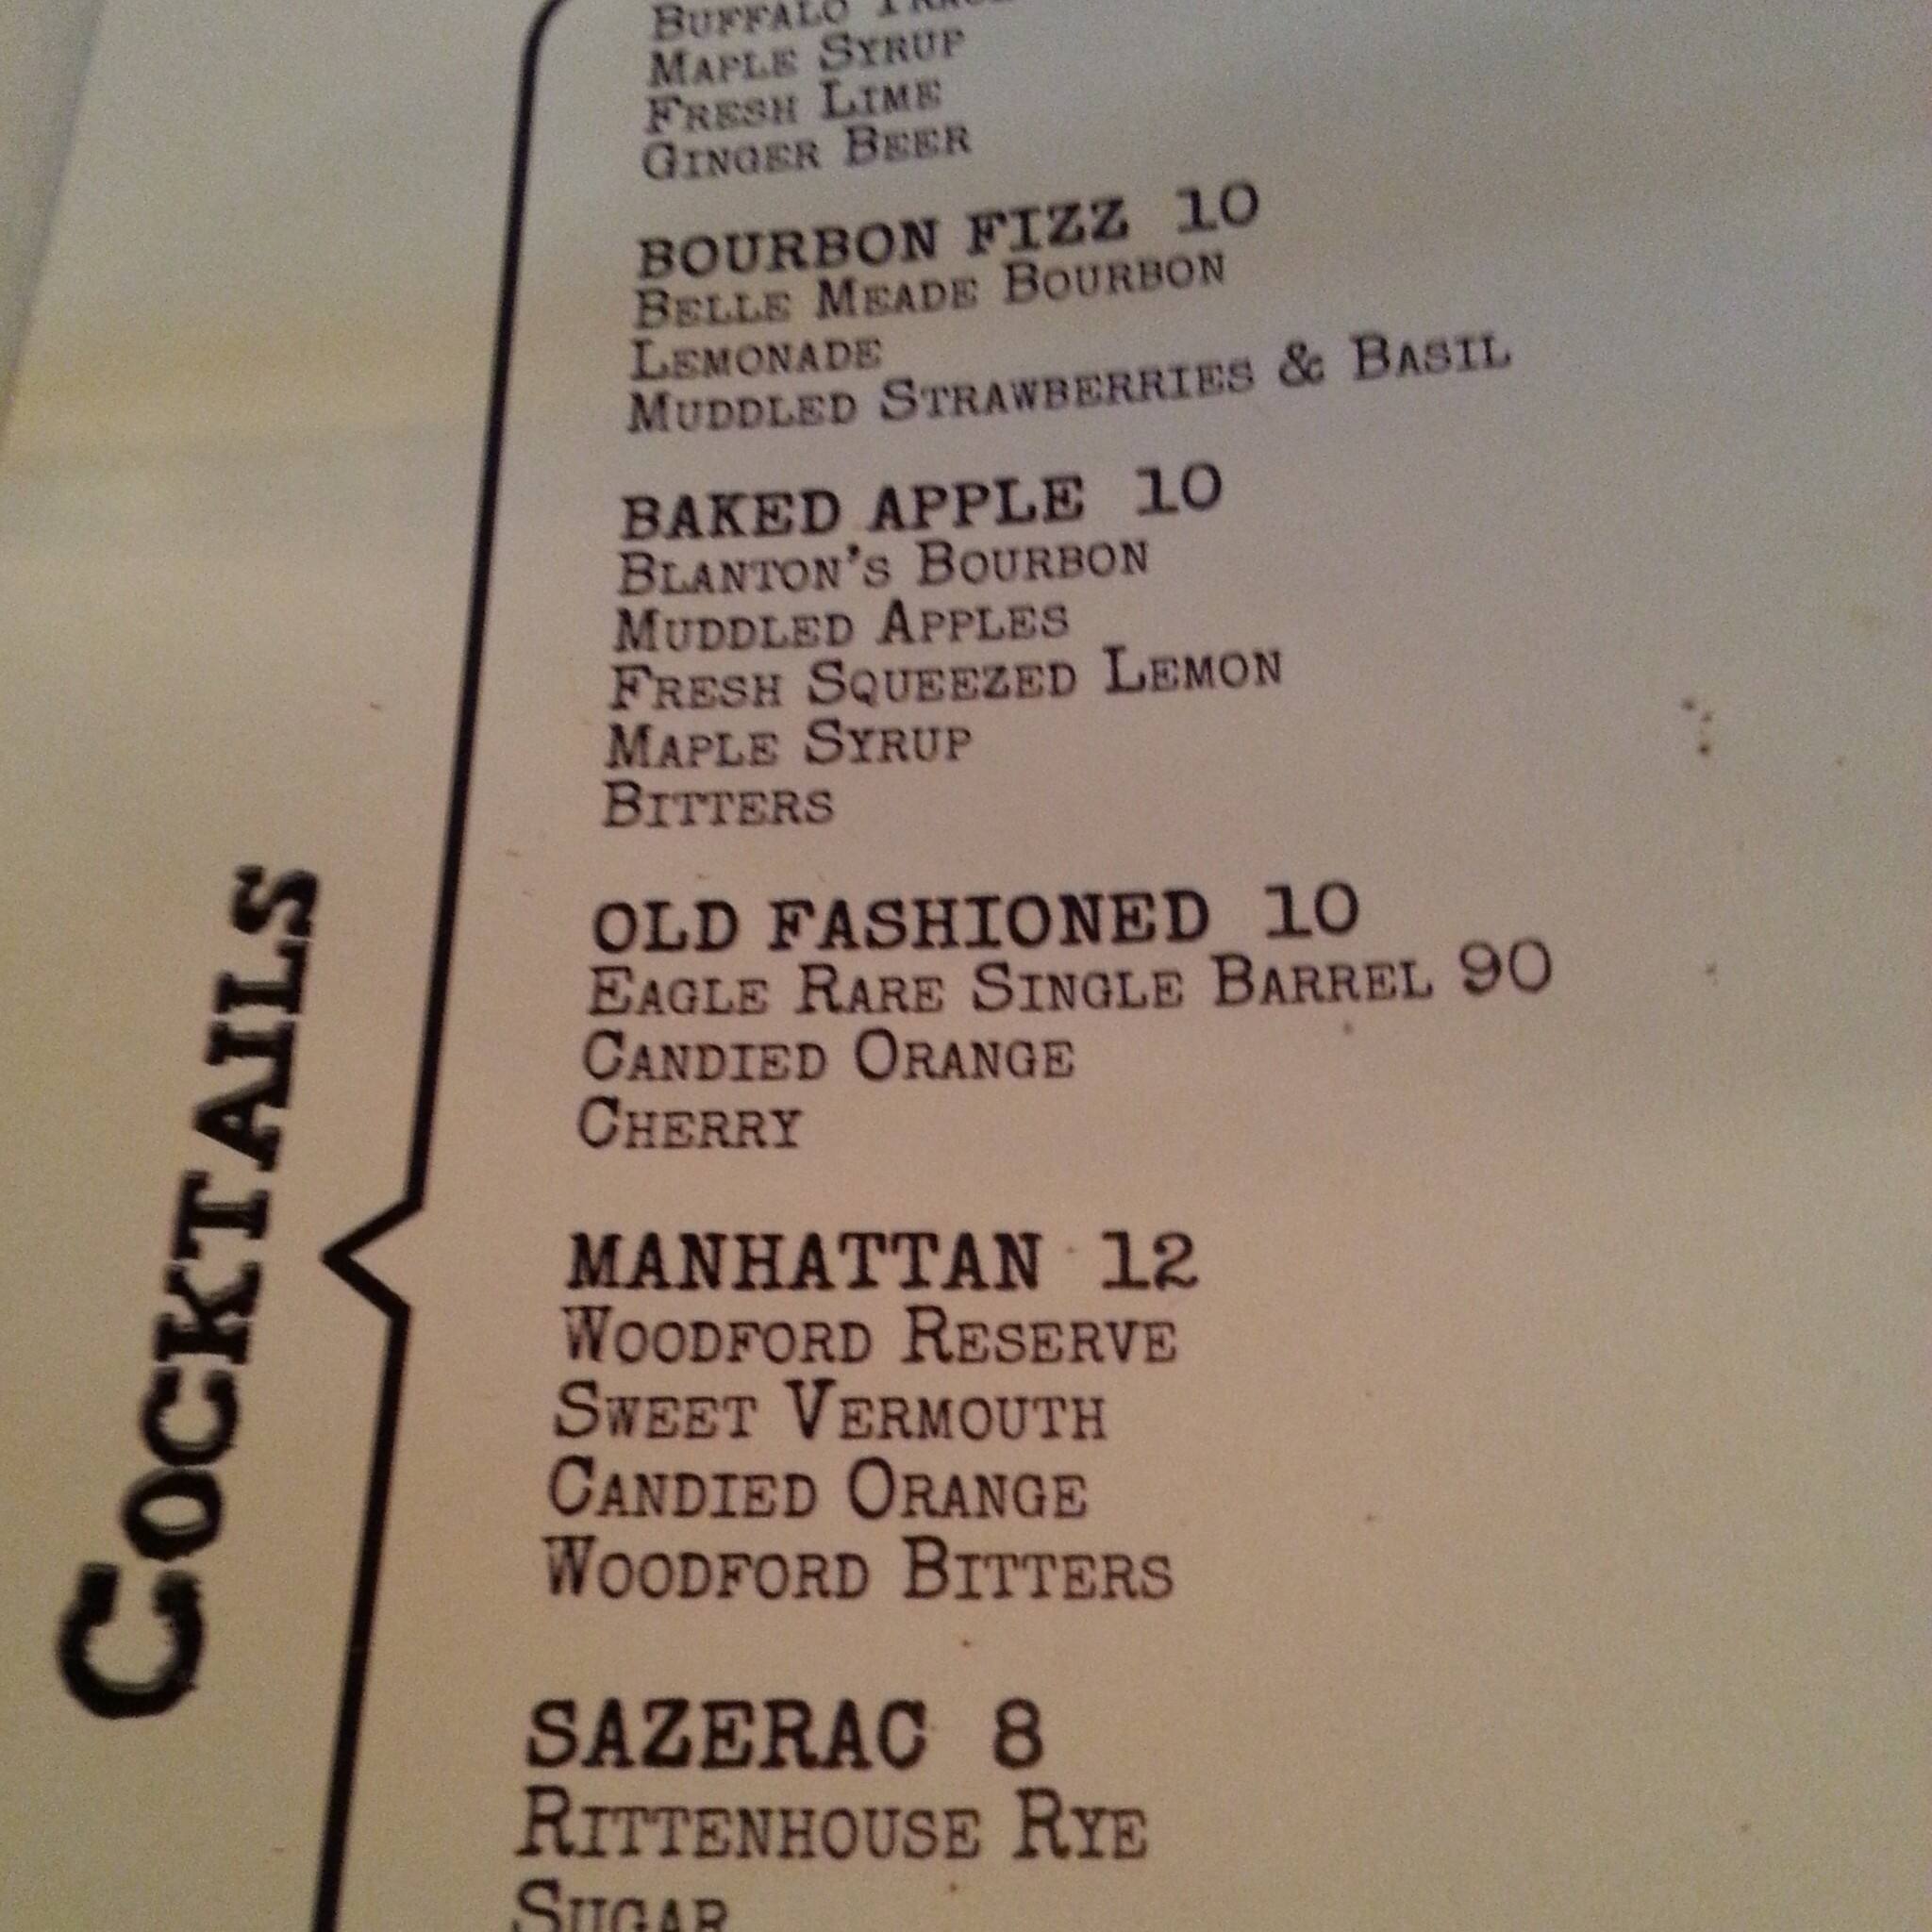 Buffalo Trace
Maple Syrup
Fresh Lime
Ginger Beer
BOURBON FIZZ 10
Belle Meade Bourbon
Lemonade
Muddled Strawberries & Basil
BAKED APPLE 10
Blanton's Bourbon
Muddled Apples
Fresh Squeezed Lemon
Maple Syrup
Bitters
OLD FASHIONED 10
Eagle Rare Single Barrel 90
Candied Orange
Cherry
MANHATTAN 12
Woodford Reserve
Sweet Vermouth
Candied Orange
Woodford Bitters
SAZERAC 8
Rittenhouse Rye
Sugar
Cocktails